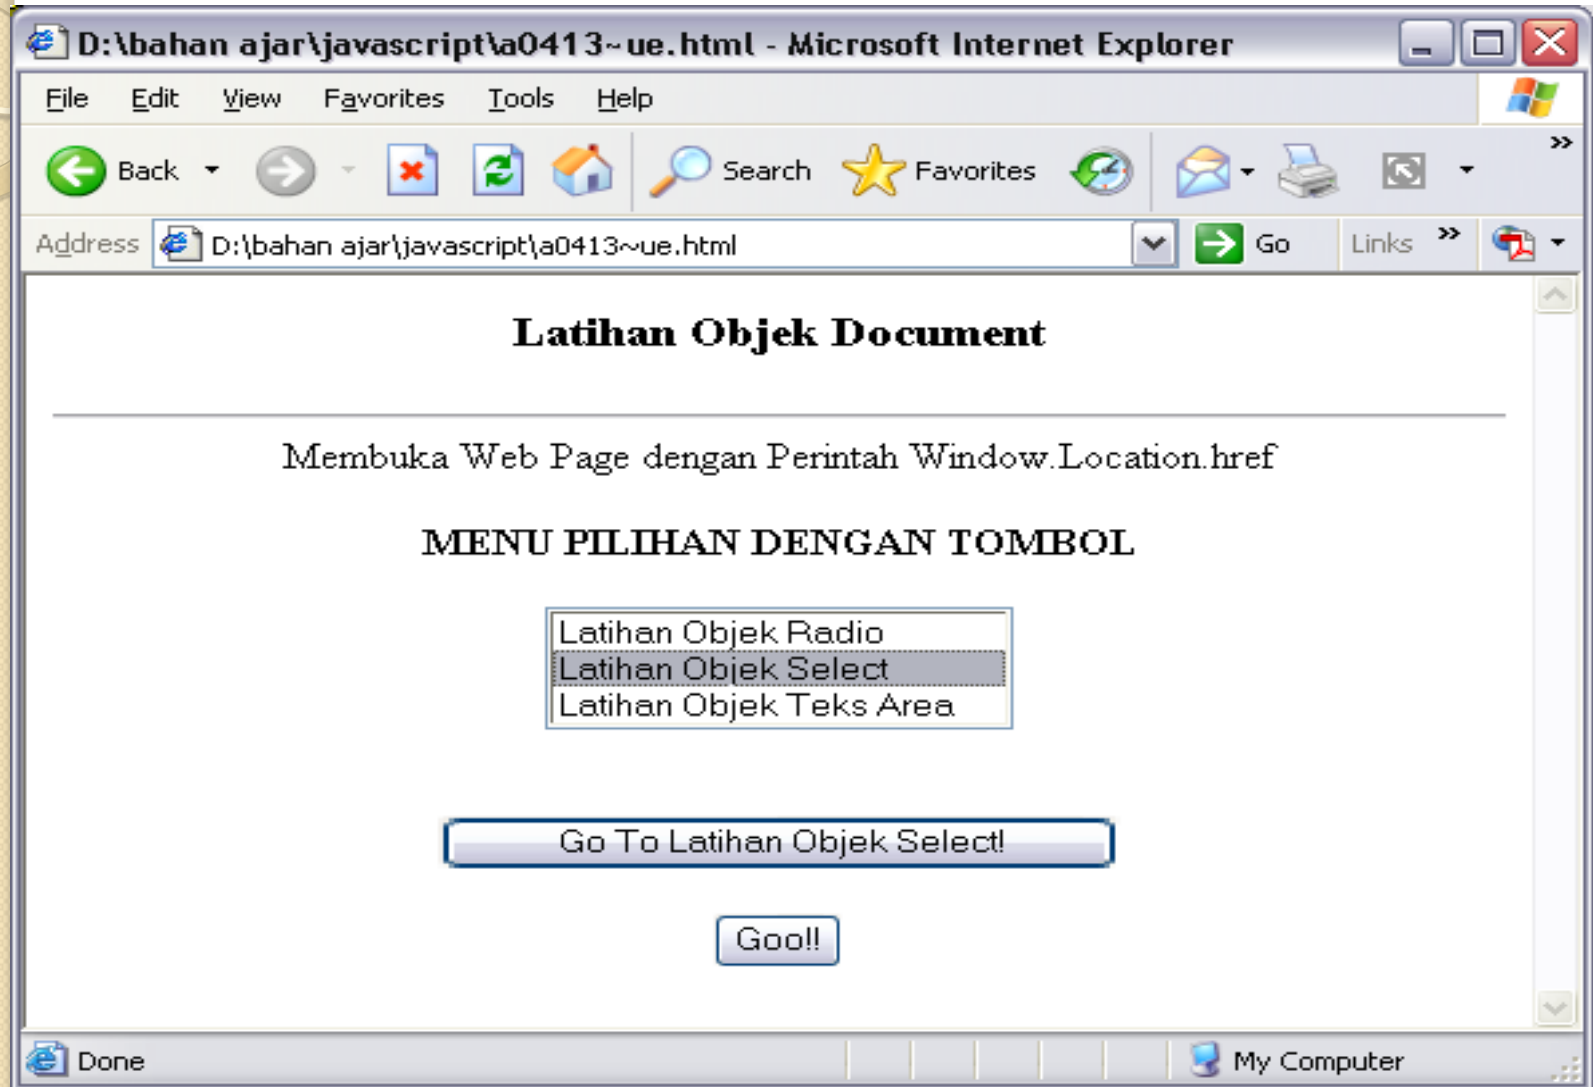 D:\bahan ajar\javascript\a0413~ue.html - Microsoft Internet Explorer
File Edit View Favorites Tools Help
Back Search Favorites
Address D:\bahan ajar\javascript\a0413~ue.html Go Links
Latihan Objek Document
Membuka Web Page dengan Perintah Window.Location.href
MENU PILIHAN DENGAN TOMBOL
Latihan Objek Radio
Latihan Objek Select
Latihan Objek Teks Area
Go To Latihan Objek Select!
Goo!!
Done My Computer